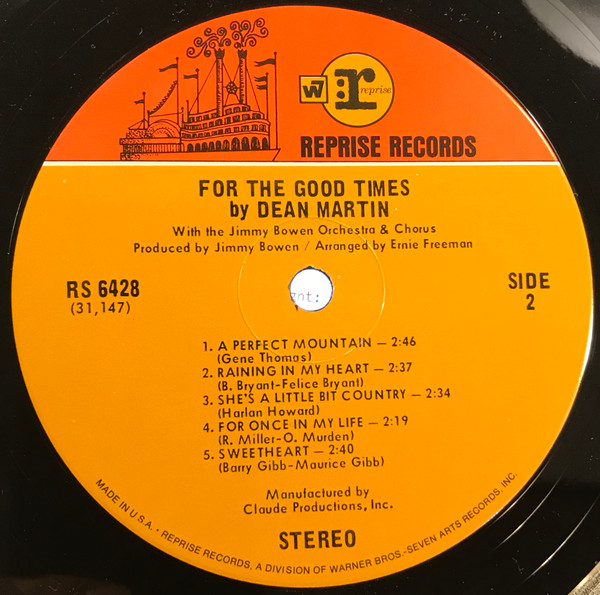 W7
:r
reprise
REPRISE RECORDS
FOR THE GOOD TIMES
by DEAN MARTIN
With the Jimmy Bowen Orchestra & Chorus
Produced by Jimmy Bowen / Arranged by Ernie Freeman
RS 6428
(31,147)
SIDE
2
1. A PERFECT MOUNTAIN — 2:46
(Gene Thomas)
2. RAINING IN MY HEART — 2:37
(B. Bryant-Felice Bryant)
3. SHE'S A LITTLE BIT COUNTRY — 2:34
(Harlan Howard)
4. FOR ONCE IN MY LIFE — 2:19
(R. Miller-O. Murden)
5. SWEETHEART — 2:40
(Barry Gibb-Maurice Gibb)
Manufactured by
Claude Productions, Inc.
STEREO
MADE IN U.S.A. • REPRISE RECORDS, A DIVISION OF WARNER BROS.-SEVEN ARTS RECORDS, INC.